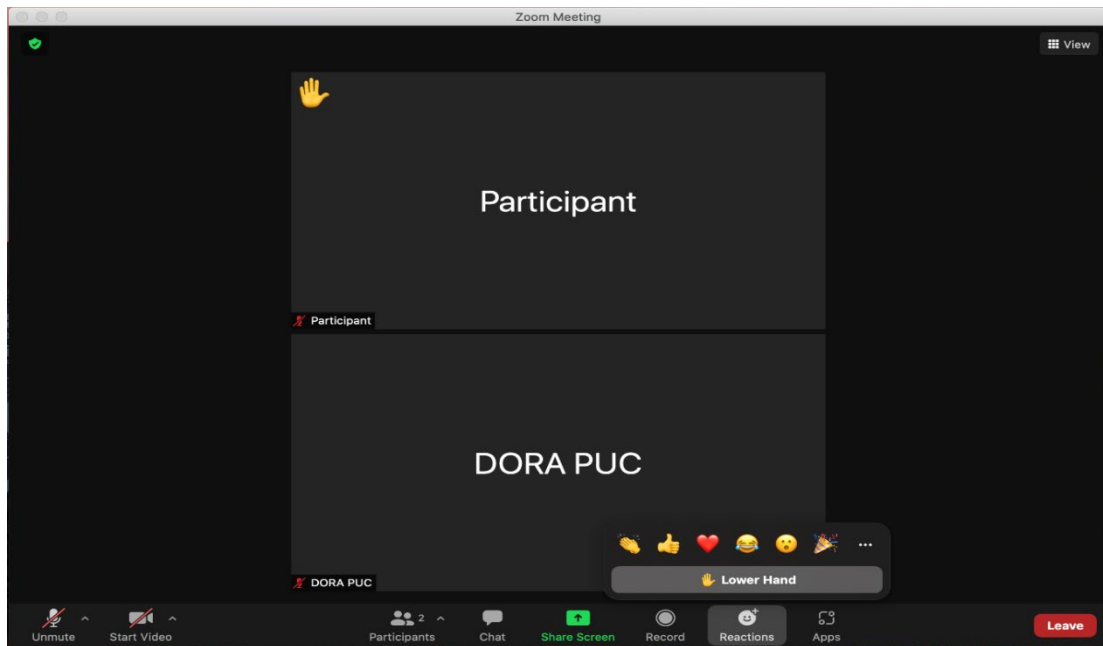 Zoom Meeting
View
Participant
Participant
DORA PUC
DORA PUC
Lower Hand
Unmute
Start Video
2
Participants
Chat
Share Screen
Record
Reactions
Apps
Leave